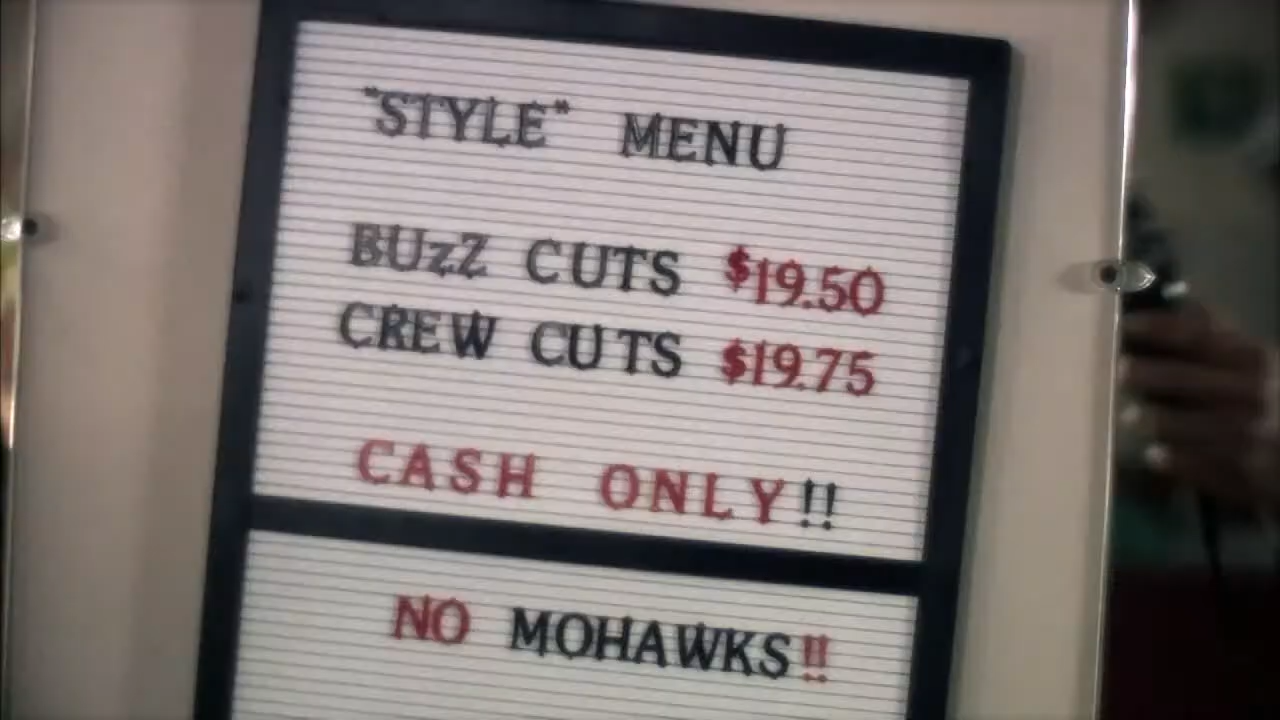 "STYLE" MENU
BUzZ CUTS $19.50
CREW CUTS $19.75
CASH ONLY!!
NO MOHAWKS!!